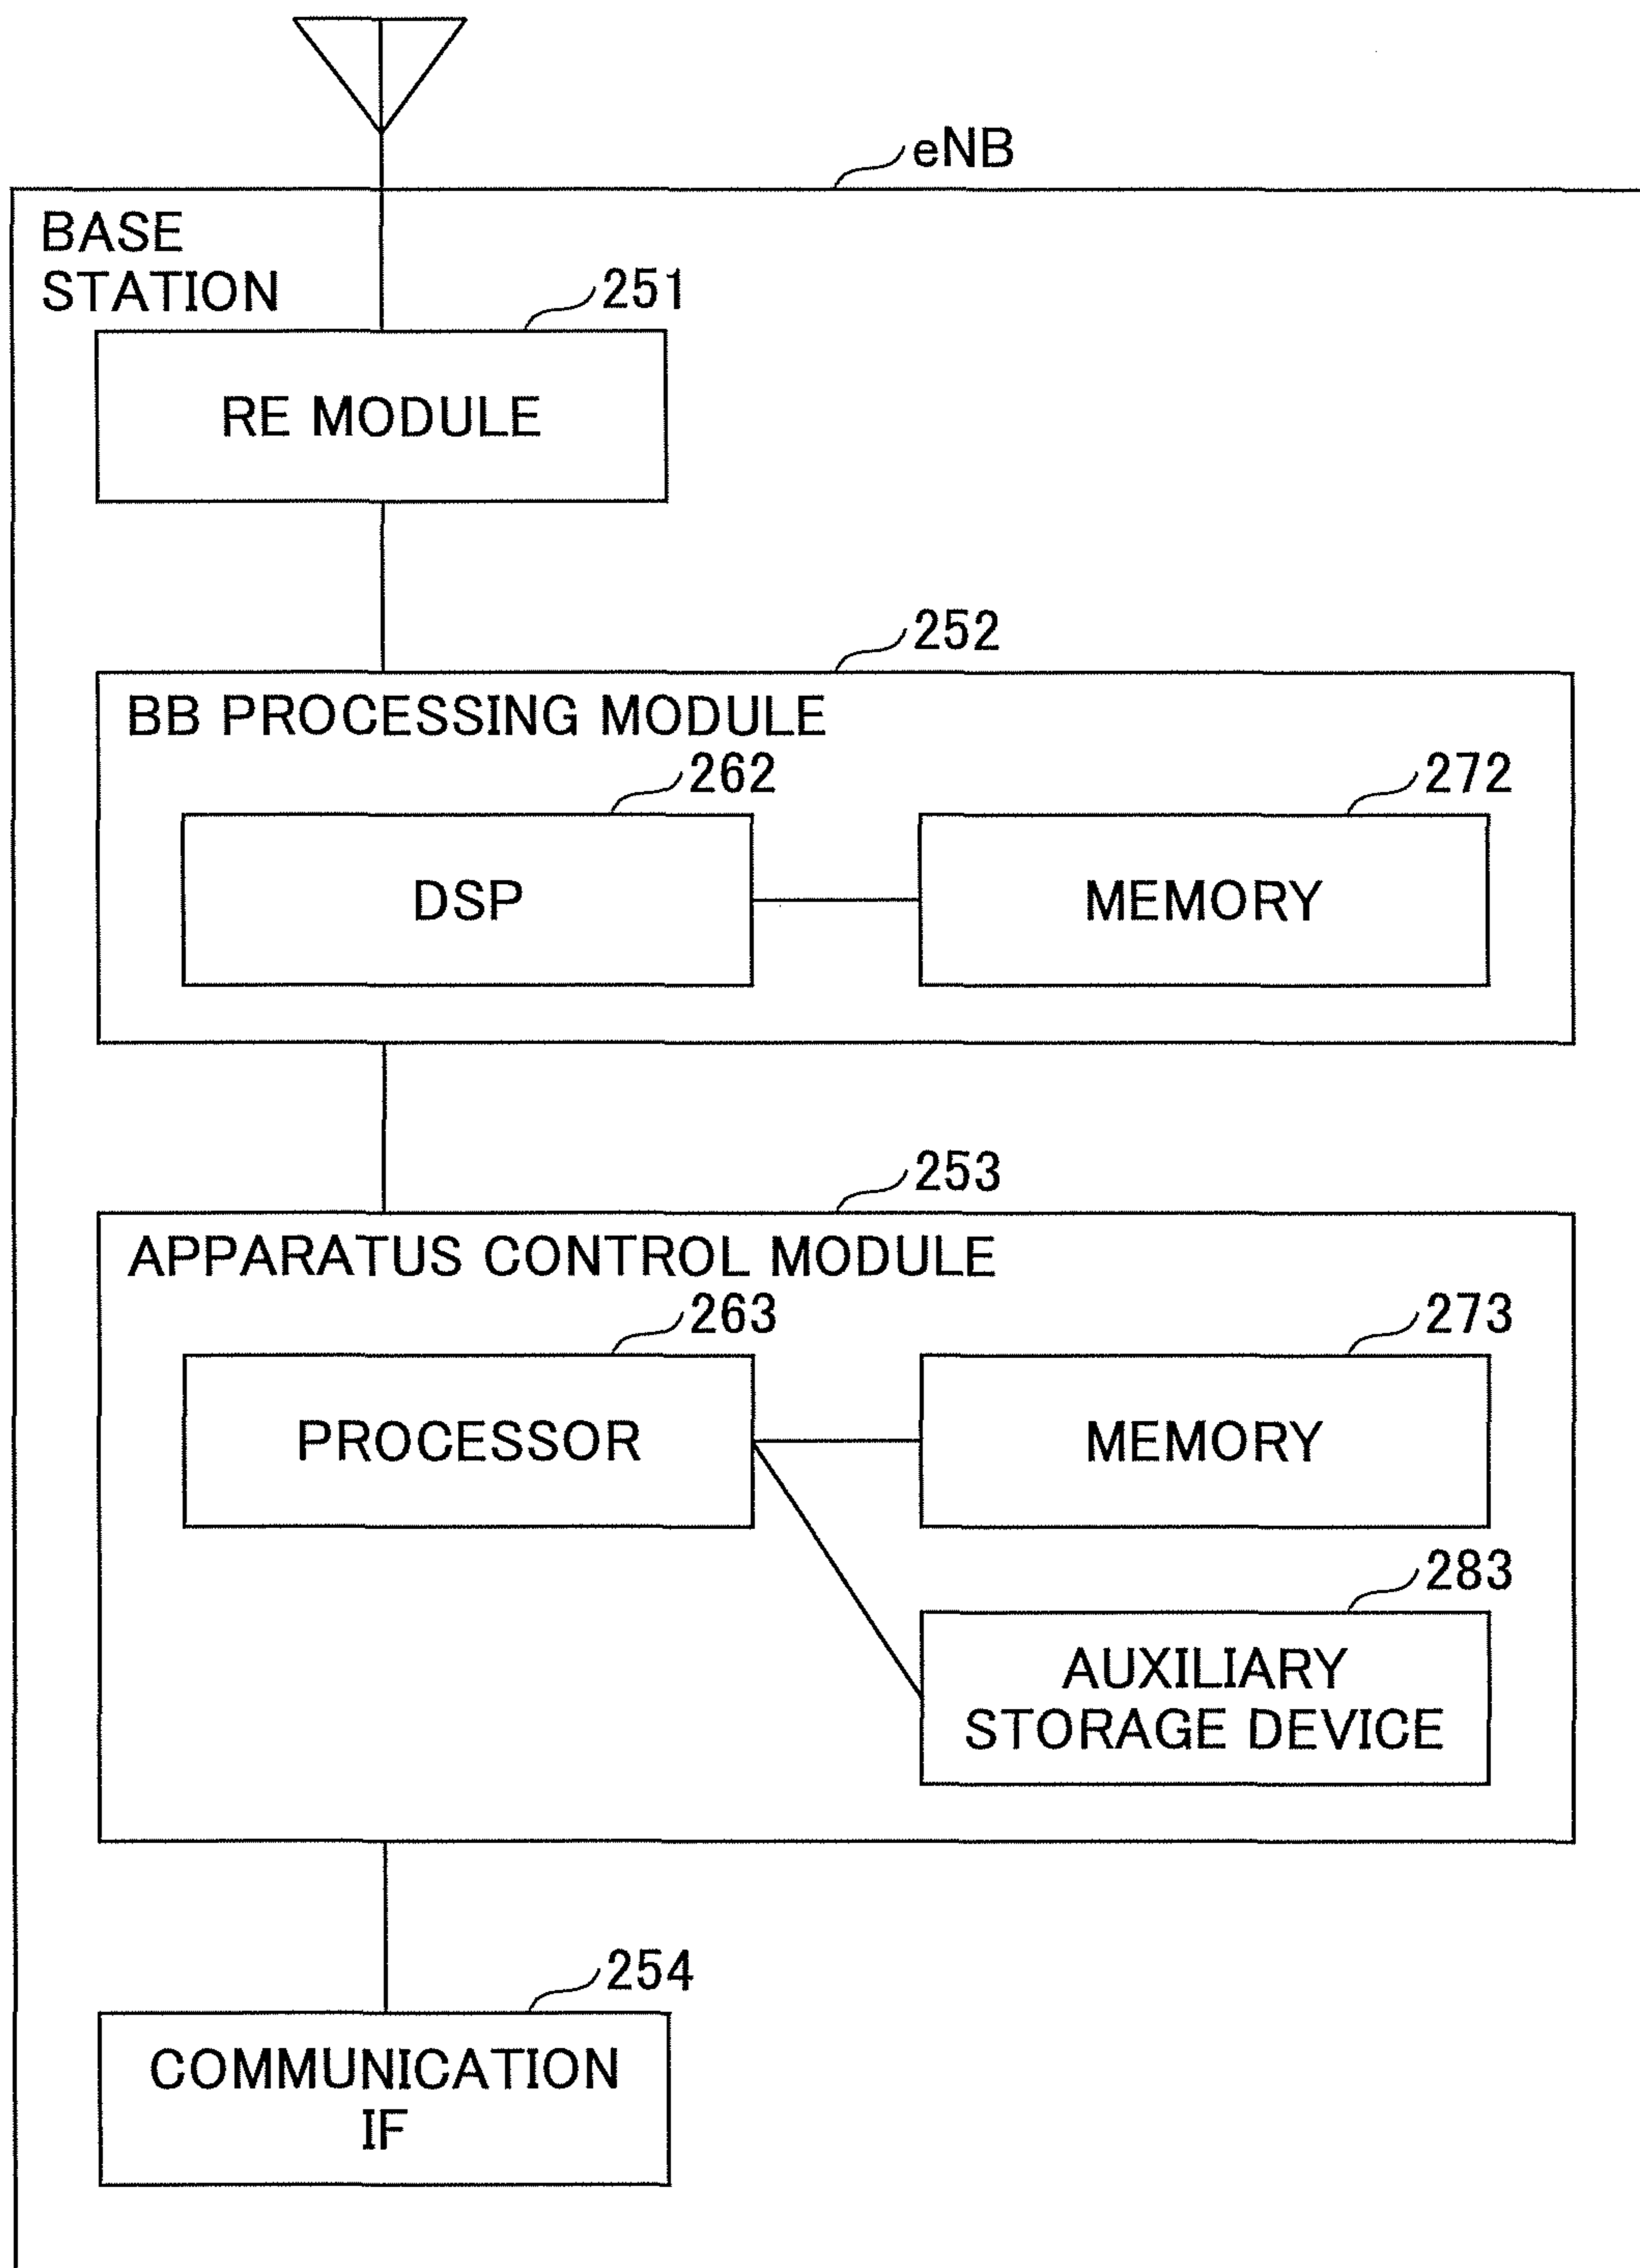 eNB
BASE
STATION
251
RE MODULE
252
BB PROCESSING MODULE
262
272
DSP
MEMORY
253
APPARATUS CONTROL MODULE
263
273
PROCESSOR
MEMORY
283
AUXILIARY
STORAGE DEVICE
254
COMMUNICATION
IF